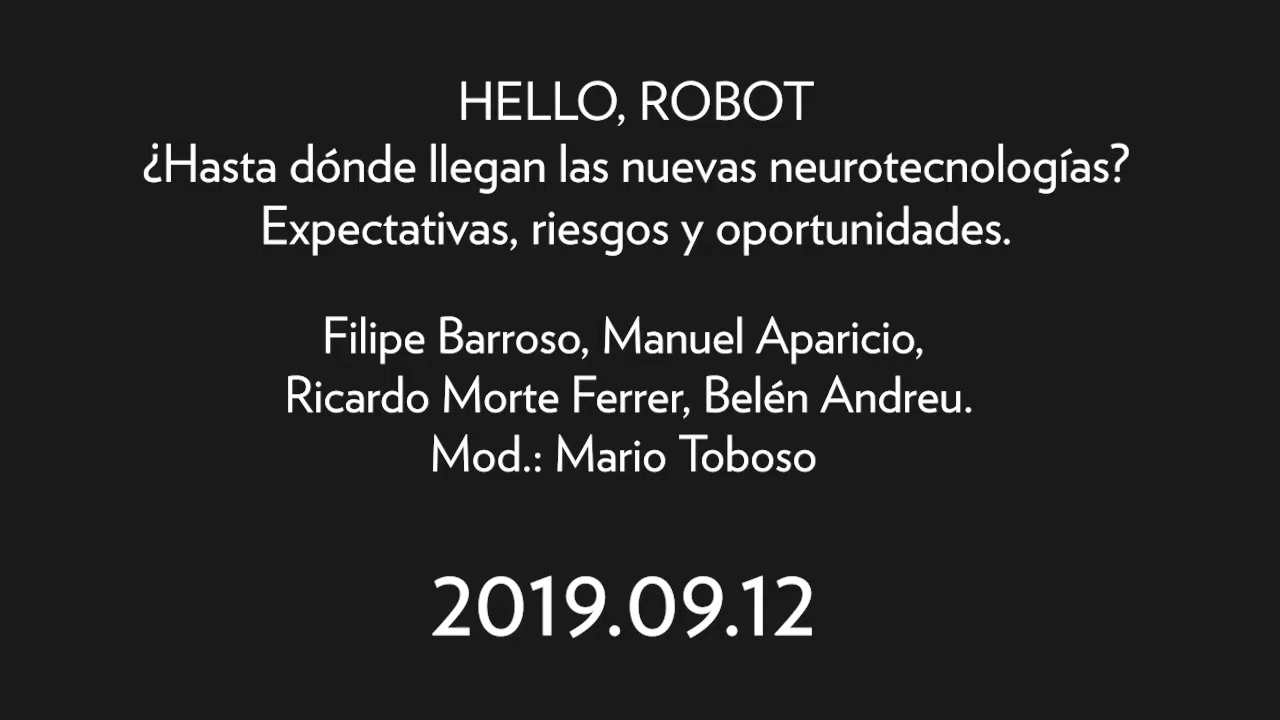 HELLO, ROBOT
¿Hasta dónde llegan las nuevas neurotecnologías?
Expectativas, riesgos y oportunidades.
Filipe Barroso, Manuel Aparicio,
Ricardo Morte Ferrer, Belén Andreu.
Mod.: Mario Toboso
2019.09.12